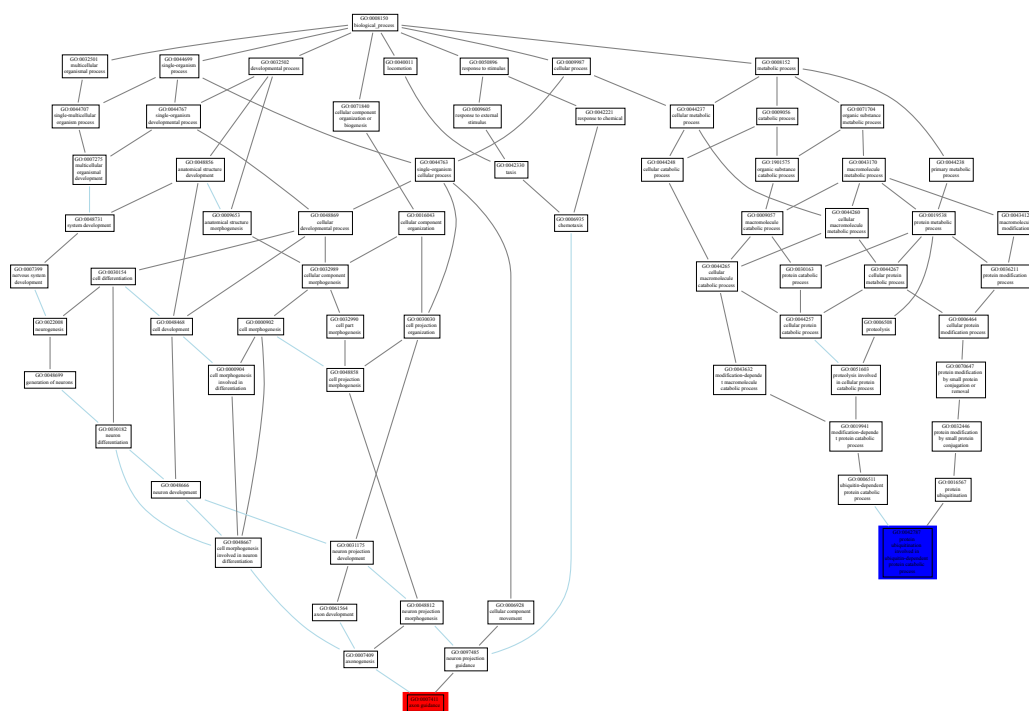 GO:0008150
biological_process
GO:0032501
multicellular
organismal process
GO:0044699
single-organism
process
GO:0032502
developmental process
GO:0040011
locomotion
GO:0050896
response to stimulus
GO:0009987
cellular process
GO:0008152
metabolic process
GO:0044707
single-multicellular
organism process
GO:0044767
single-organism
developmental process
GO:0071840
cellular component
organization or
biogenesis
GO:0009605
response to external
stimulus
GO:0042221
response to chemical
GO:0044237
cellular metabolic
process
GO:0009056
catabolic process
GO:0071704
organic substance
metabolic process
GO:0007275
multicellular
organismal
development
GO:0048856
anatomical structure
development
GO:0044763
single-organism
cellular process
GO:0042330
taxis
GO:0044248
cellular catabolic
process
GO:1901575
organic substance
catabolic process
GO:0043170
macromolecule
metabolic process
GO:0044238
primary metabolic
process
GO:0048731
system development
GO:0009653
anatomical structure
morphogenesis
GO:0048869
cellular
developmental process
GO:0016043
cellular component
organization
GO:0006935
chemotaxis
GO:0009057
macromolecule
catabolic process
GO:0044260
cellular
macromolecule
metabolic process
GO:0019538
protein metabolic
process
GO:0043412
macromolecule
modification
GO:0007399
nervous system
development
GO:0030154
cell differentiation
GO:0032989
cellular component
morphogenesis
GO:0044265
cellular
macromolecule
catabolic process
GO:0030163
protein catabolic
process
GO:0044267
cellular protein
metabolic process
GO:0036211
protein modification
process
GO:0022008
neurogenesis
GO:0048468
cell development
GO:0000902
cell morphogenesis
GO:0032990
cell part
morphogenesis
GO:0030030
cell projection
organization
GO:0044257
cellular protein
catabolic process
GO:0006508
proteolysis
GO:0006464
cellular protein
modification process
GO:0048699
generation of neurons
GO:0000904
cell morphogenesis
involved in
differentiation
GO:0048858
cell projection
morphogenesis
GO:0043632
modification-depende
t macromolecule
catabolic process
GO:0051603
proteolysis involved
in cellular protein
catabolic process
GO:0070647
protein modification
by small protein
conjugation or
removal
GO:0030182
neuron
differentiation
GO:0019941
modification-depende
t protein catabolic
process
GO:0032446
protein modification
by small protein
conjugation
GO:0048666
neuron development
GO:0006511
ubiquitin-dependent
protein catabolic
process
GO:0016567
protein
ubiquitination
GO:0048667
cell morphogenesis
involved in neuron
differentiation
GO:0031175
neuron projection
development
GO:0061564
axon development
GO:0048812
neuron projection
morphogenesis
GO:0006928
cellular component
movement
GO:0007409
axonogenesis
GO:0097485
neuron projection
guidance
GO:0007411
axon guidance